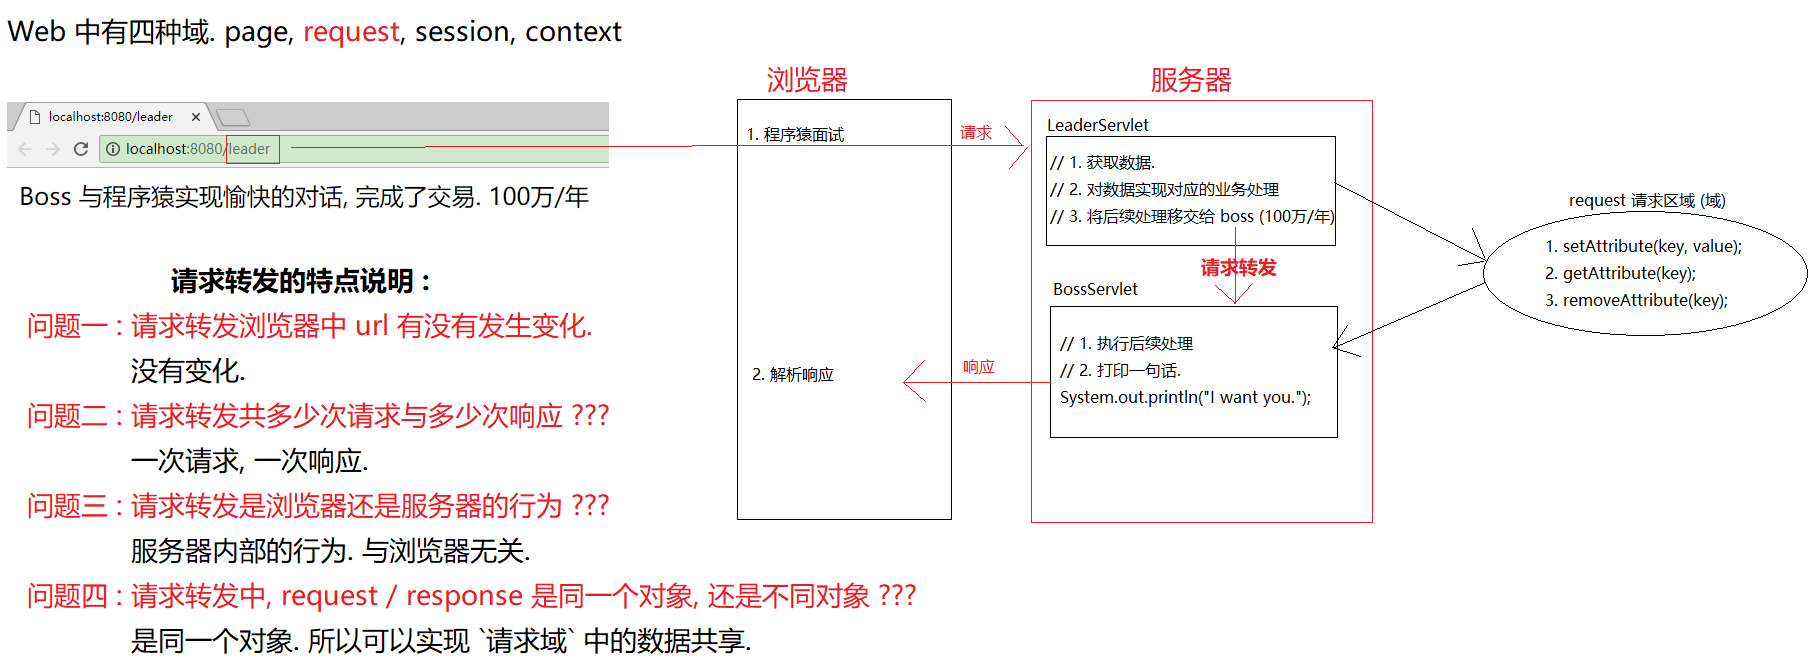 Web 中有四种域. page, request, session, context
localhost:8080/leader
localhost:8080/leader
Boss 与程序猿实现愉快的对话, 完成了交易. 100万/年
请求转发的特点说明 :
问题一 : 请求转发浏览器中 url 有没有发生变化.
没有变化.
问题二 : 请求转发共多少次请求与多少次响应 ???
一次请求, 一次响应.
问题三 : 请求转发是浏览器还是服务器的行为 ???
服务器内部的行为. 与浏览器无关.
问题四 : 请求转发中, request / response 是同一个对象, 还是不同对象 ???
是同一个对象. 所以可以实现 `请求域` 中的数据共享.
浏览器
1. 程序猿面试
2. 解析响应
请求
响应
服务器
LeaderServlet
// 1. 获取数据.
// 2. 对数据实现对应的业务处理
// 3. 将后续处理移交给 boss (100万/年)
请求转发
BossServlet
// 1. 执行后续处理
// 2. 打印一句话.
System.out.println("I want you.");
request 请求区域 (域)
1. setAttribute(key, value);
2. getAttribute(key);
3. removeAttribute(key);